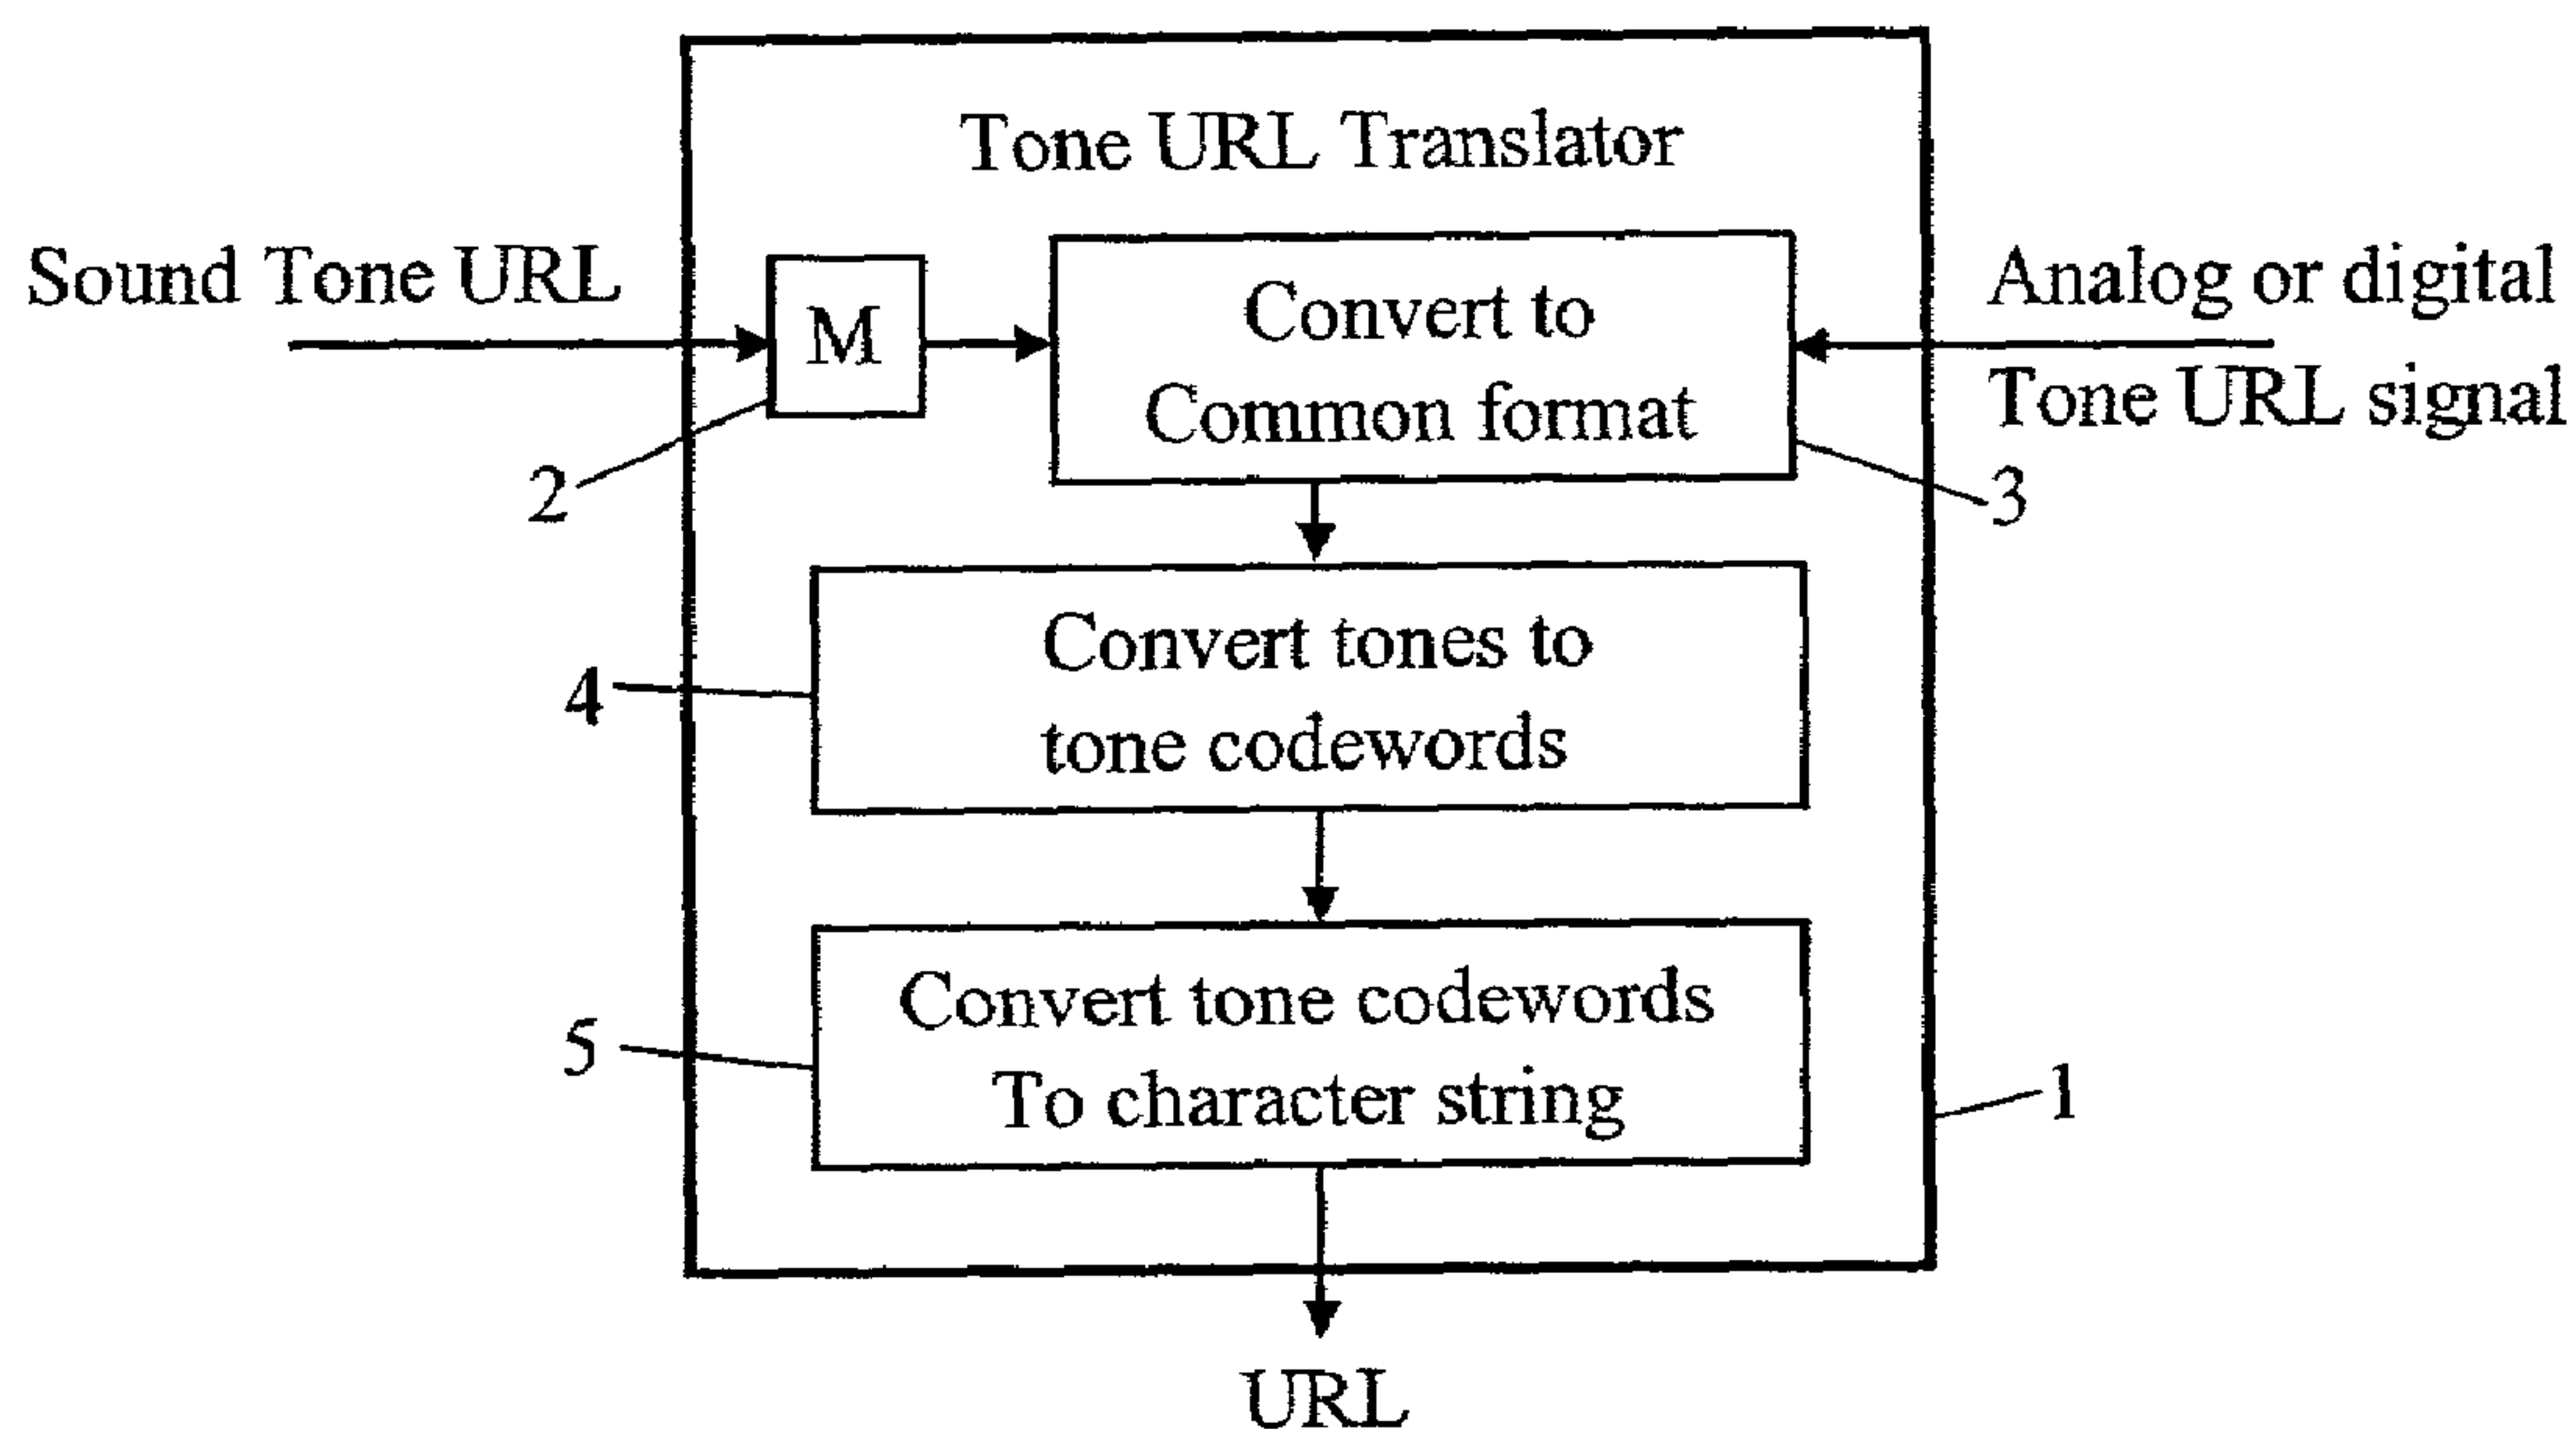 Tone URL Translator
Sound Tone URL
M
Convert to
Common format
Analog or digital
Tone URL signal
2
3
Convert tones to
tone codewords
4
Convert tone codewords
To character string
5
1
URL